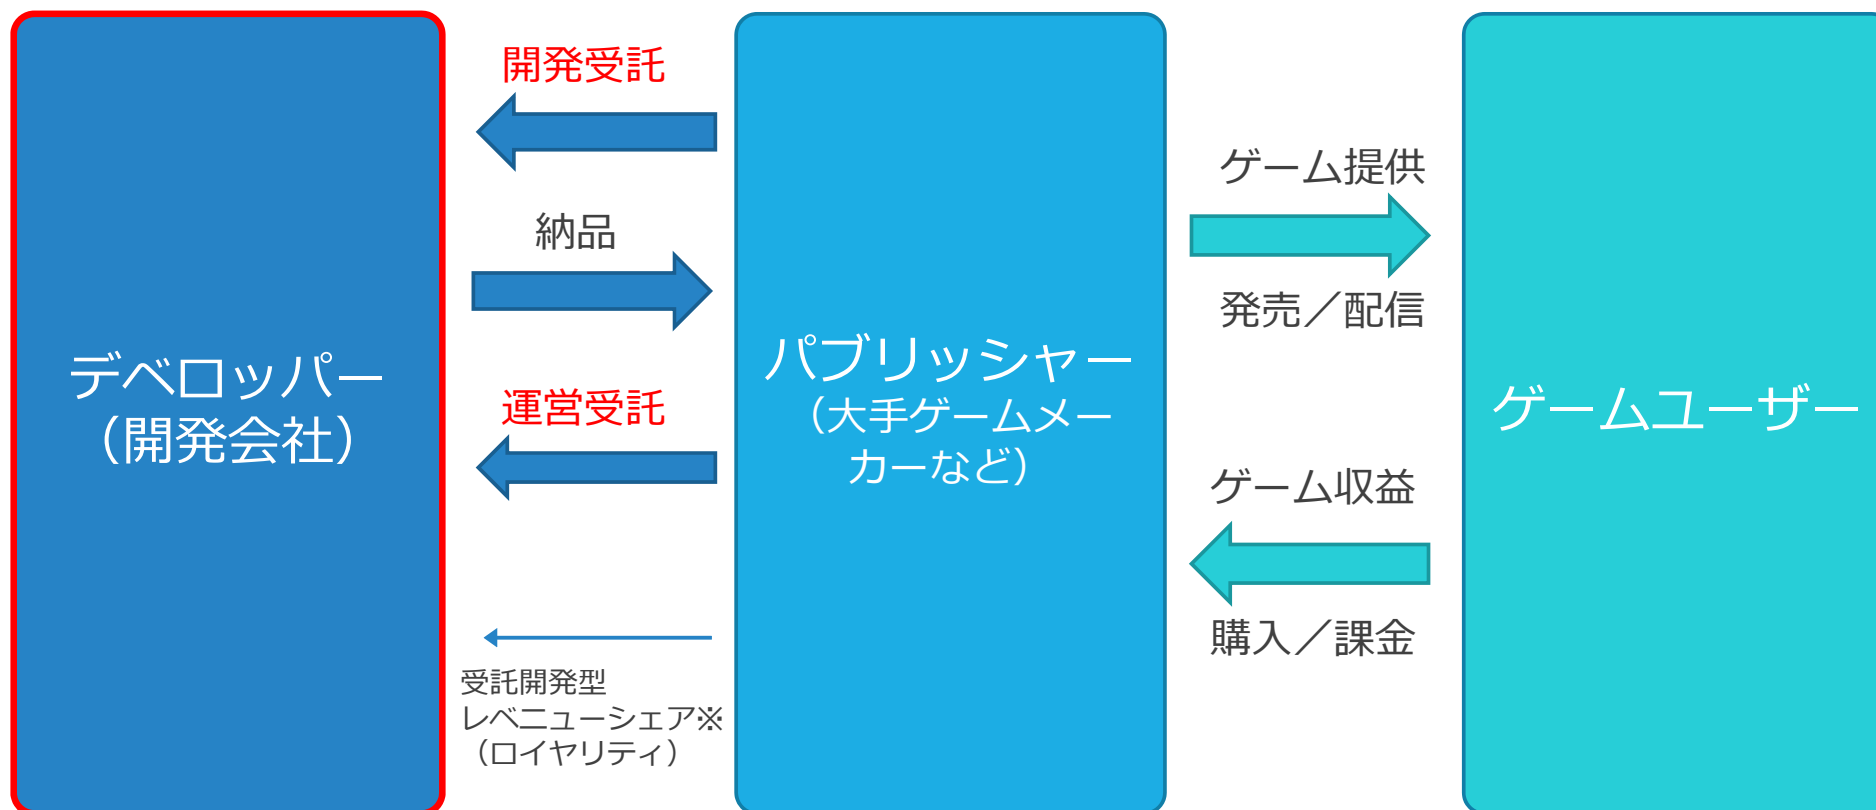 デベロッパー
（開発会社）
開発受託
納品
運営受託
受託開発型
レベニューシェア※
（ロイヤリティ）
パブリッシャー
（大手ゲームメー
カーなど）
ゲーム提供
発売／配信
ゲーム収益
購入／課金
ゲームユーザー